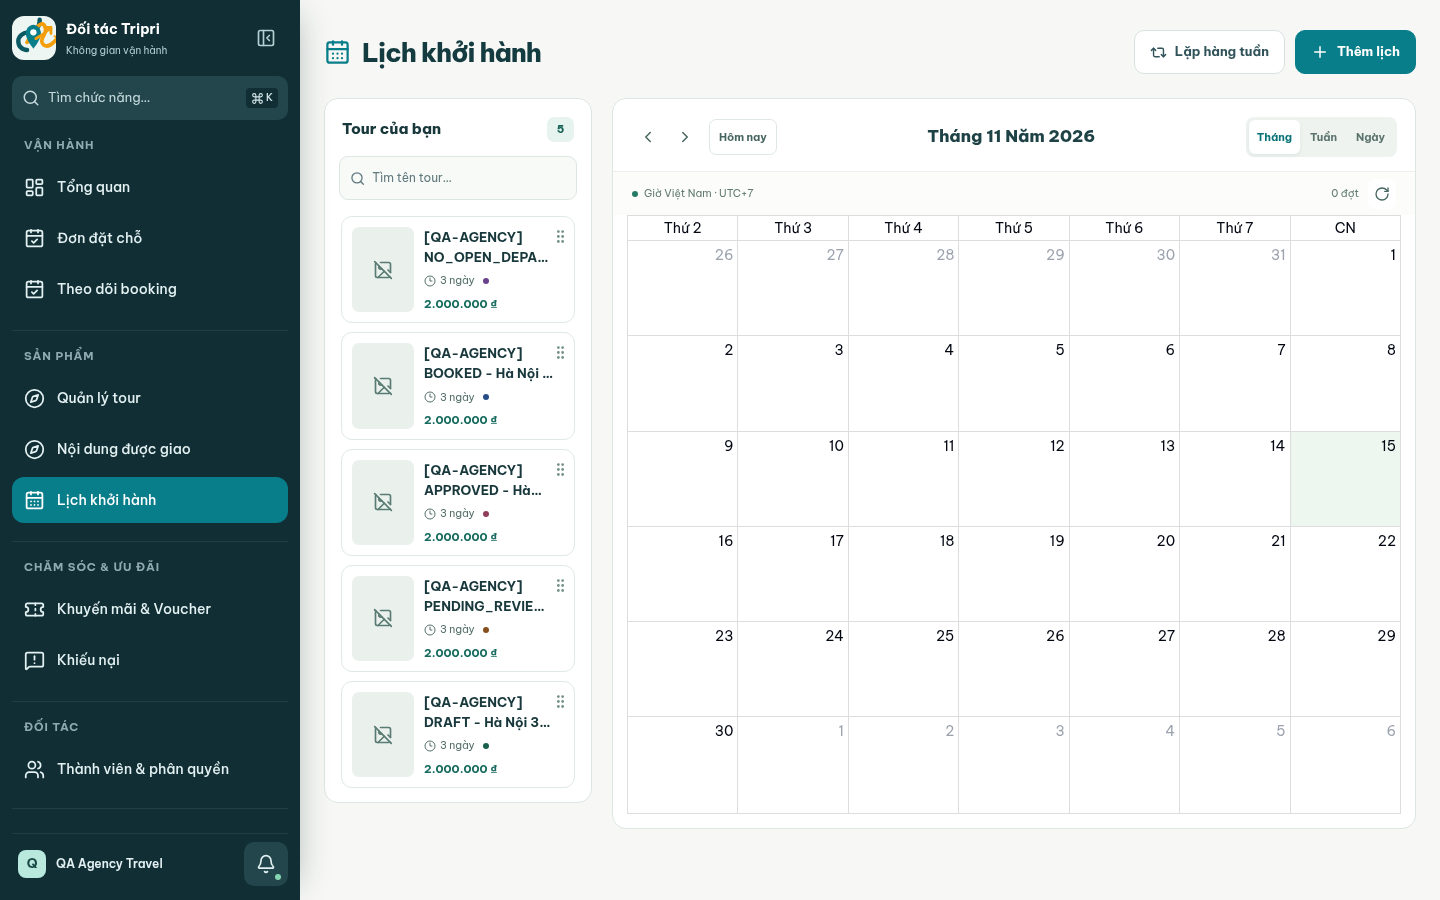 Đối tác Tripri
Không gian vận hành
Tìm chức năng...
⌘K
VẬN HÀNH
Tổng quan
Đơn đặt chỗ
Theo dõi booking
SẢN PHẨM
Quản lý tour
Nội dung được giao
Lịch khởi hành
CHĂM SÓC & ƯU ĐÃI
Khuyến mãi & Voucher
Khiếu nại
ĐỐI TÁC
Thành viên & phân quyền
Q
QA Agency Travel
Lịch khởi hành
Lặp hàng tuần
Thêm lịch
Tour của bạn
5
Tìm tên tour...
[QA-AGENCY]
NO_OPEN_DEPA...
3 ngày
2.000.000 ₫
[QA-AGENCY]
BOOKED - Hà Nội ...
3 ngày
2.000.000 ₫
[QA-AGENCY]
APPROVED - Hà...
3 ngày
2.000.000 ₫
[QA-AGENCY]
PENDING_REVIE...
3 ngày
2.000.000 ₫
[QA-AGENCY]
DRAFT - Hà Nội 3...
3 ngày
2.000.000 ₫
Hôm nay
Tháng 11 Năm 2026
Tháng Tuần Ngày
Giờ Việt Nam · UTC+7
0 đợt
Thứ 2 Thứ 3 Thứ 4 Thứ 5 Thứ 6 Thứ 7 CN
26 27 28 29 30 31 1
2 3 4 5 6 7 8
9 10 11 12 13 14 15
16 17 18 19 20 21 22
23 24 25 26 27 28 29
30 1 2 3 4 5 6